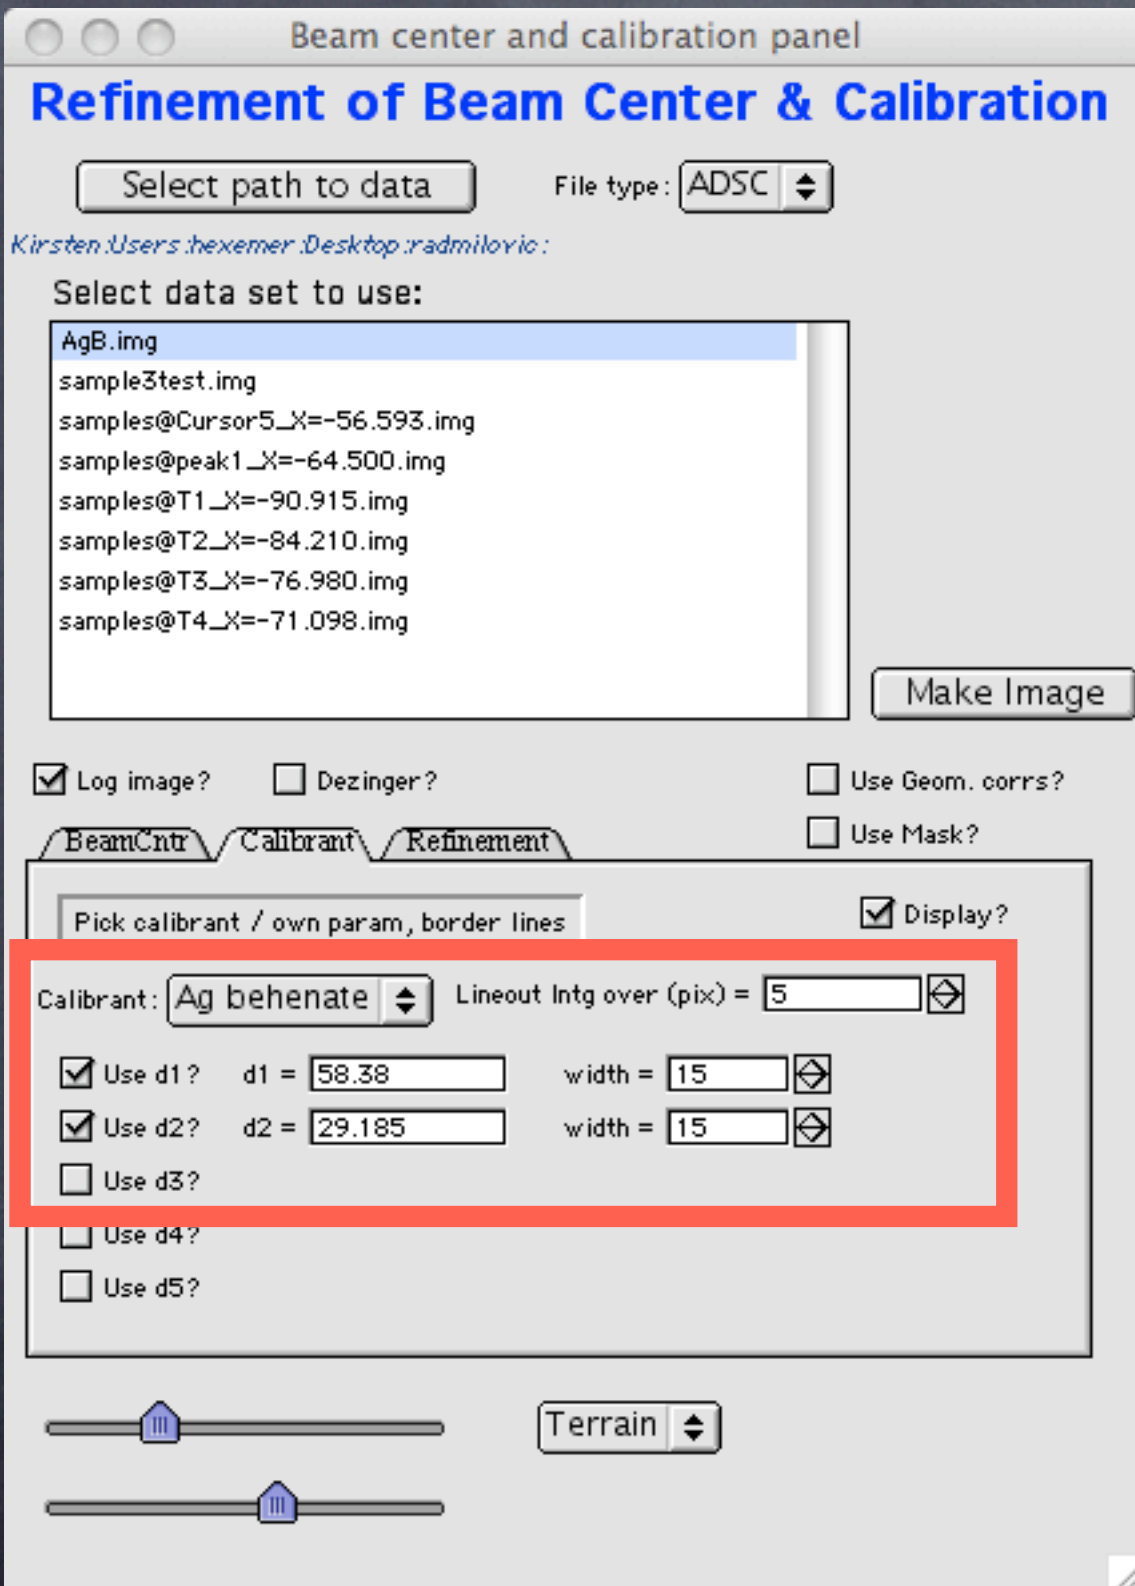 Beam center and calibration panel
Refinement of Beam Center & Calibration
Select path to data File type: ADSC
Kirsten:Users:hexemer:Desktop:radmilovic:
Select data set to use:
AgB.img
sample3test.img
samples@Cursor5_X=-56.593.img
samples@peak1_X=-64.500.img
samples@T1_X=-90.915.img
samples@T2_X=-84.210.img
samples@T3_X=-76.980.img
samples@T4_X=-71.098.img
Make Image
Log image? Dezinger? Use Geom. corrs?
Use Mask?
BeamCntr Calibrant Refinement
Pick calibrant / own param, border lines Display?
Calibrant: Ag behenate Lineout Intg over (pix) = 5
Use d1? d1 = 58.38 width = 15
Use d2? d2 = 29.185 width = 15
Use d3?
Use d4?
Use d5?
Terrain